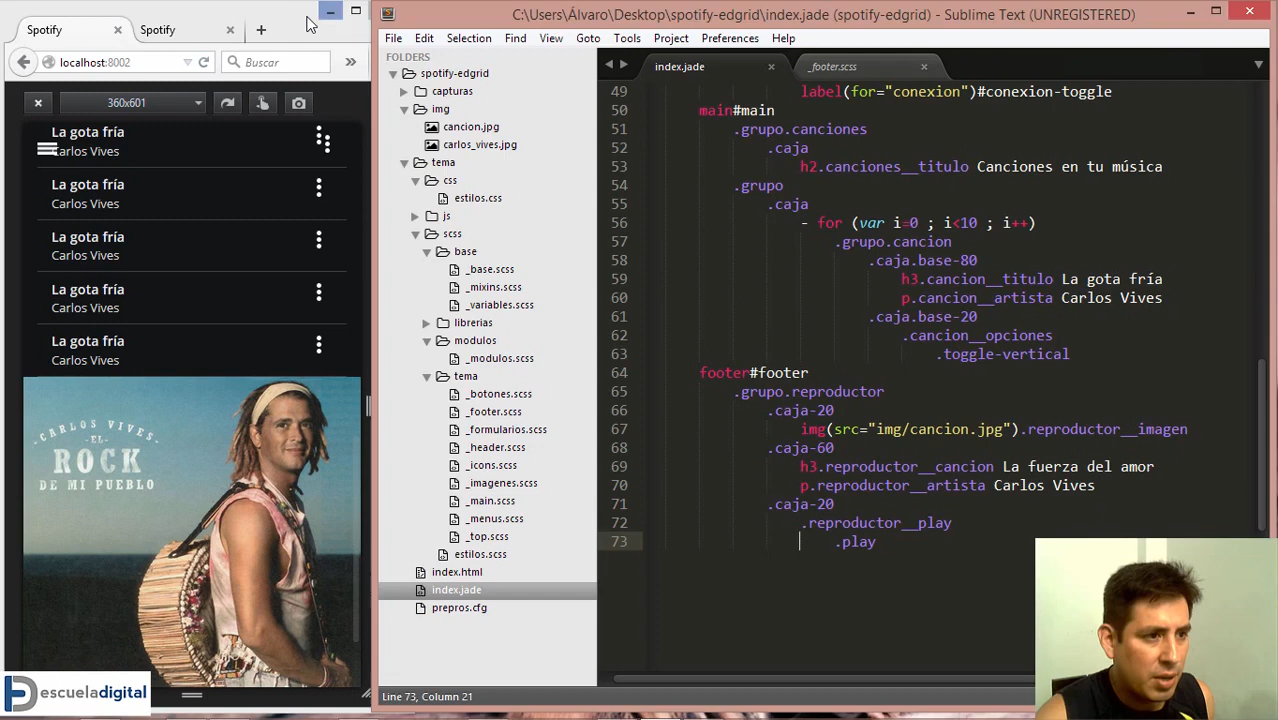 Spotify
Spotify
localhost:8002
Buscar
360x601
La gota fría
Carlos Vives
La gota fría
Carlos Vives
La gota fría
Carlos Vives
La gota fría
Carlos Vives
La gota fría
Carlos Vives
-CARLOS VIVES-
-EL-
ROCK
DE MI PUEBLO
escueladigital
C:\Users\Álvaro\Desktop\spotify-edgrid\index.jade (spotify-edgrid) - Sublime Text (UNREGISTERED)
File Edit Selection Find View Goto Tools Project Preferences Help
FOLDERS
spotify-edgrid
capturas
img
cancion.jpg
carlos_vives.jpg
tema
css
estilos.css
js
scss
base
_base.scss
_mixins.scss
_variables.scss
librerias
modulos
_modulos.scss
tema
_botones.scss
_footer.scss
_formularios.scss
_header.scss
_icons.scss
_imagenes.scss
_main.scss
_menus.scss
_top.scss
estilos.scss
index.html
index.jade
prepros.cfg
index.jade
_footer.scss
49 label(for="conexion")#conexion-toggle
50 main#main
51 .grupo.canciones
52 .caja
53 h2.canciones__titulo Canciones en tu música
54 .grupo
55 .caja
56 - for (var i=0 ; i<10 ; i++)
57 .grupo.cancion
58 .caja.base-80
59 h3.cancion__titulo La gota fría
60 p.cancion__artista Carlos Vives
61 .caja.base-20
62 .cancion__opciones
63 .toggle-vertical
64 footer#footer
65 .grupo.reproductor
66 .caja-20
67 img(src="img/cancion.jpg").reproductor__imagen
68 .caja-60
69 h3.reproductor__cancion La fuerza del amor
70 p.reproductor__artista Carlos Vives
71 .caja-20
72 .reproductor__play
73 .play
Line 73, Column 21